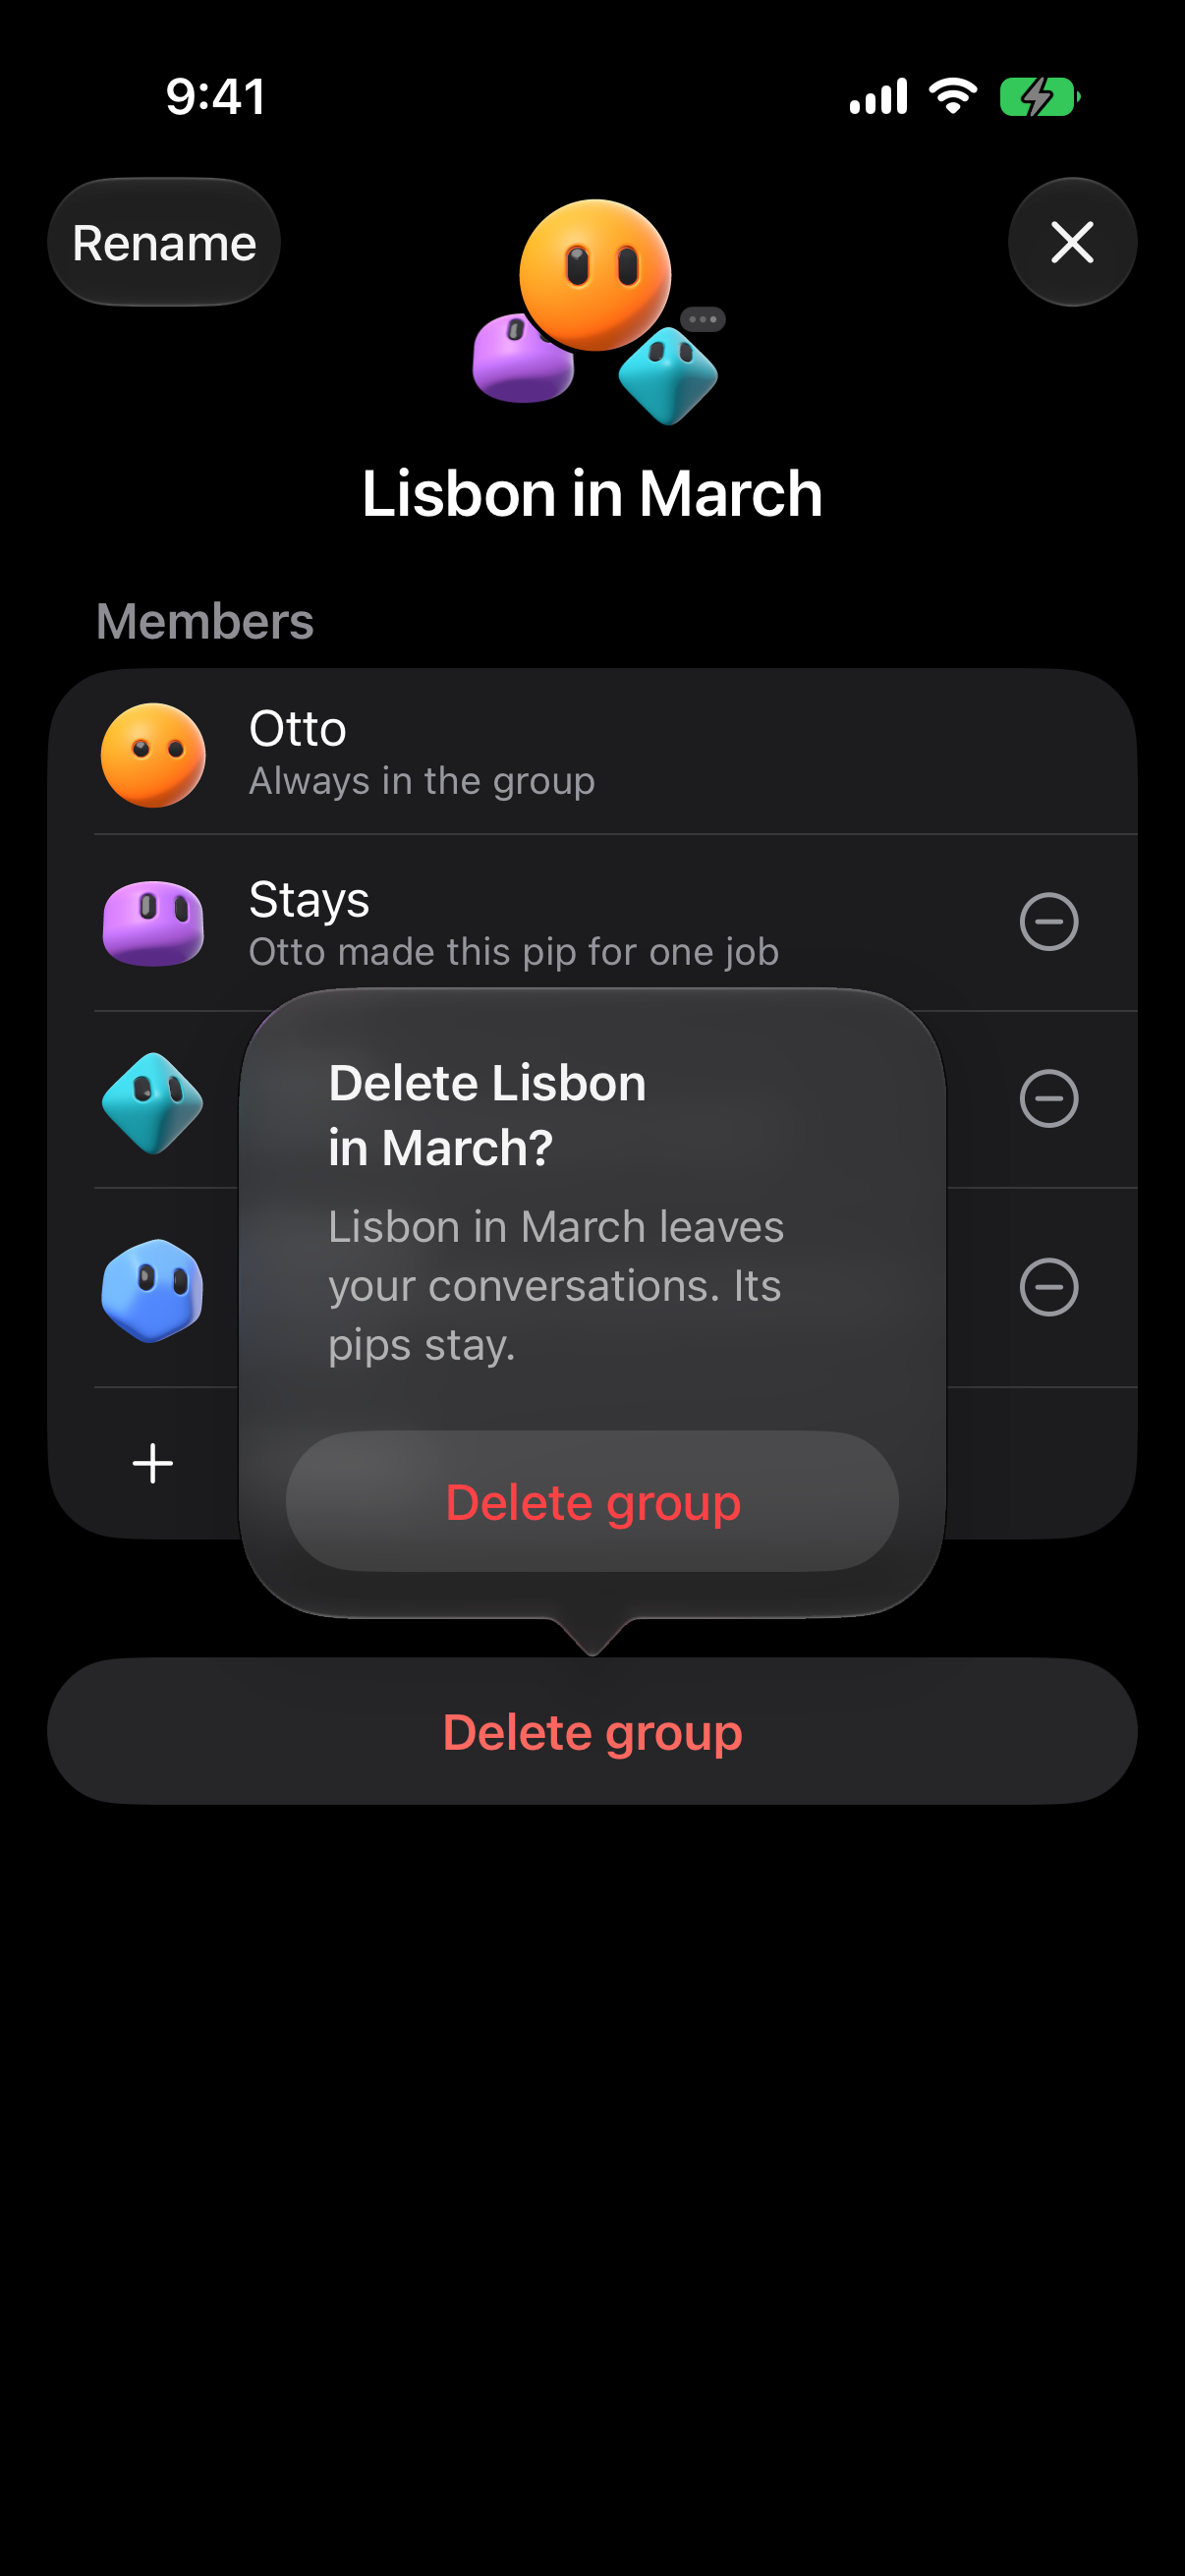 9:41
Rename
Lisbon in March
Members
Otto
Always in the group
Stays
Otto made this pip for one job
Delete Lisbon
in March?
Lisbon in March leaves
your conversations. Its
pips stay.
Delete group
Delete group